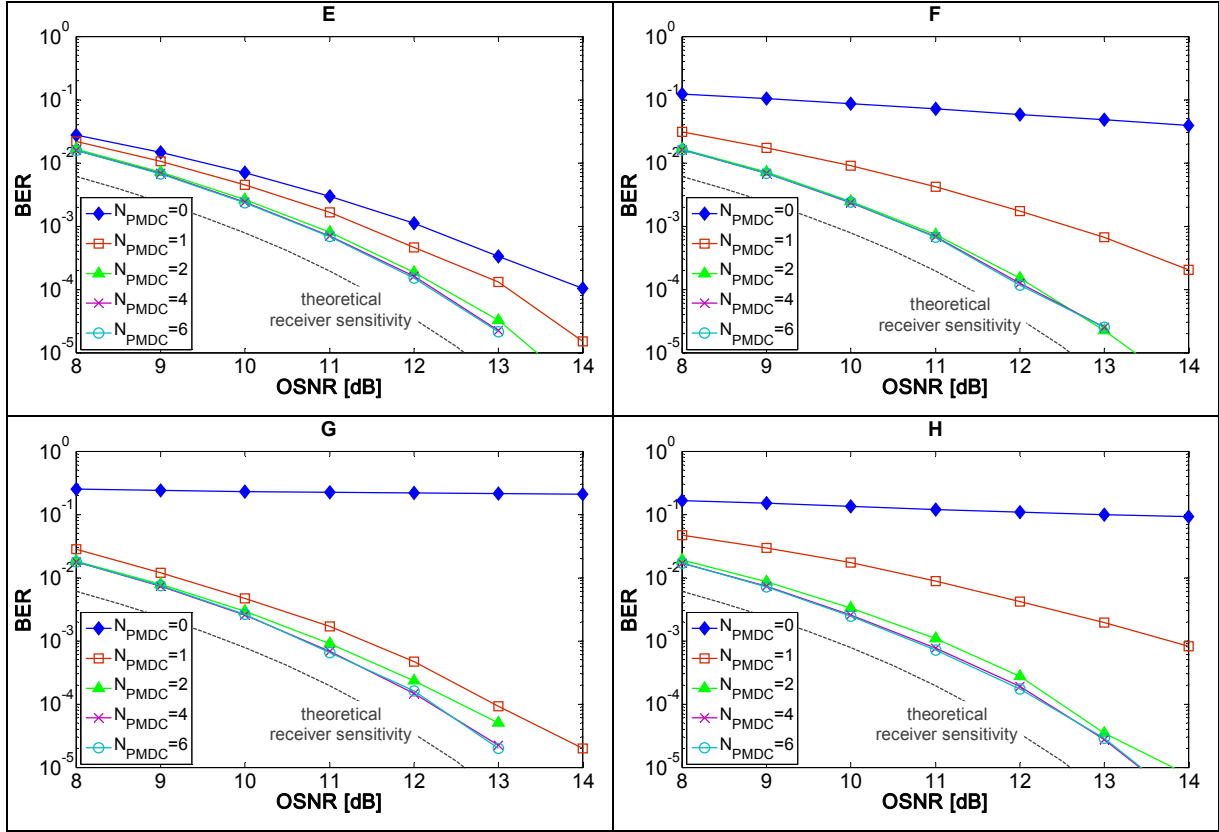 E
BER
10^0
10^-1
10^-2
10^-3
10^-4
10^-5
N_PMDC=0
N_PMDC=1
N_PMDC=2
N_PMDC=4
N_PMDC=6
theoretical
receiver sensitivity
8 9 10 11 12 13 14
OSNR [dB]
F
BER
10^0
10^-1
10^-2
10^-3
10^-4
10^-5
N_PMDC=0
N_PMDC=1
N_PMDC=2
N_PMDC=4
N_PMDC=6
theoretical
receiver sensitivity
8 9 10 11 12 13 14
OSNR [dB]
G
BER
10^0
10^-1
10^-2
10^-3
10^-4
10^-5
N_PMDC=0
N_PMDC=1
N_PMDC=2
N_PMDC=4
N_PMDC=6
theoretical
receiver sensitivity
8 9 10 11 12 13 14
OSNR [dB]
H
BER
10^0
10^-1
10^-2
10^-3
10^-4
10^-5
N_PMDC=0
N_PMDC=1
N_PMDC=2
N_PMDC=4
N_PMDC=6
theoretical
receiver sensitivity
8 9 10 11 12 13 14
OSNR [dB]